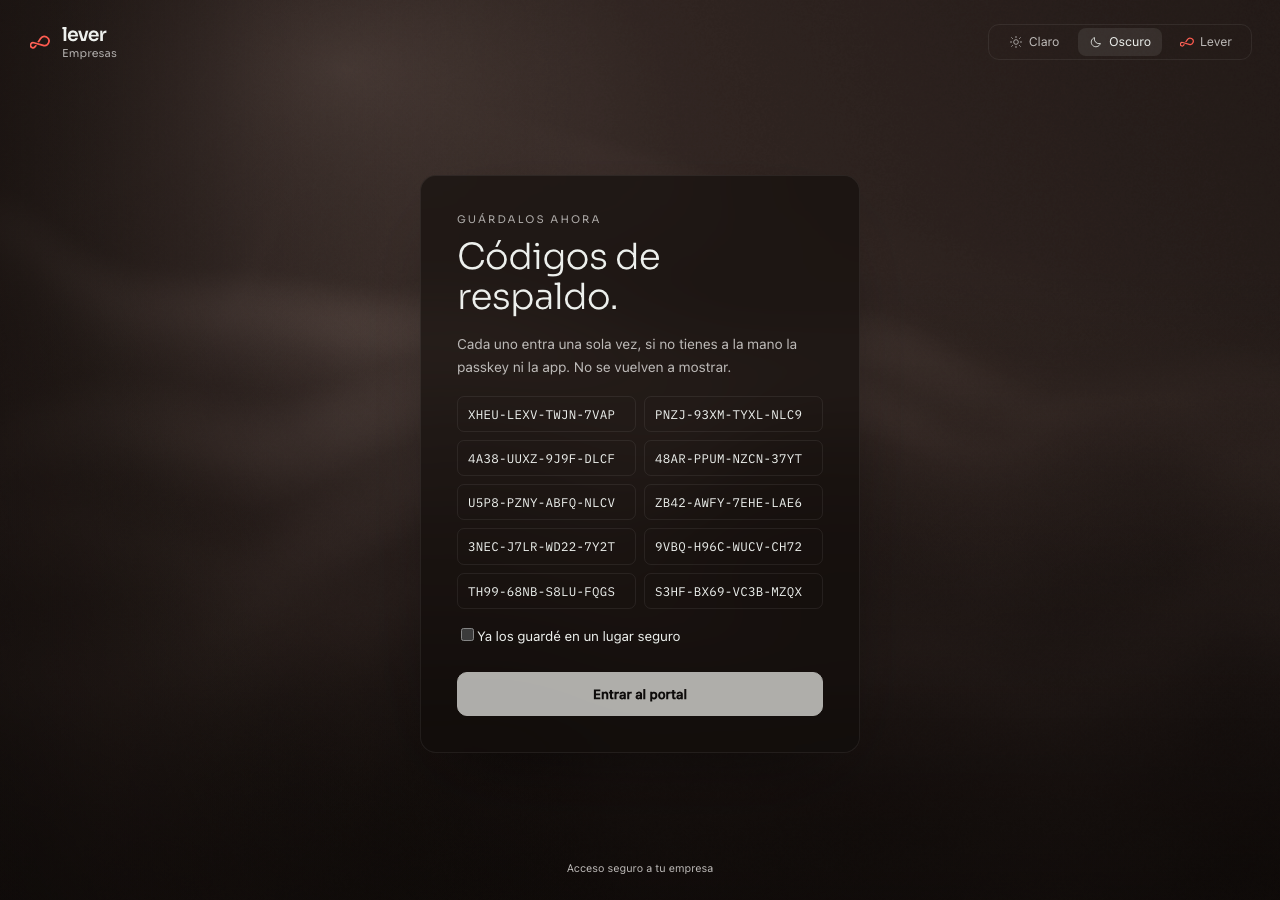 lever
Empresas
Claro
Oscuro
Lever
GUÁRDALOS AHORA
Códigos de
respaldo.
Cada uno entra una sola vez, si no tienes a la mano la
passkey ni la app. No se vuelven a mostrar.
XHEU-LEXV-TWJN-7VAP
PNZJ-93XM-TYXL-NLC9
4A38-UUXZ-9J9F-DLCF
48AR-PPUM-NZCN-37YT
U5P8-PZNY-ABFQ-NLCV
ZB42-AWFY-7EHE-LAE6
3NEC-J7LR-WD22-7Y2T
9VBQ-H96C-WUCV-CH72
TH99-68NB-S8LU-FQGS
S3HF-BX69-VC3B-MZQX
Ya los guardé en un lugar seguro
Entrar al portal
Acceso seguro a tu empresa